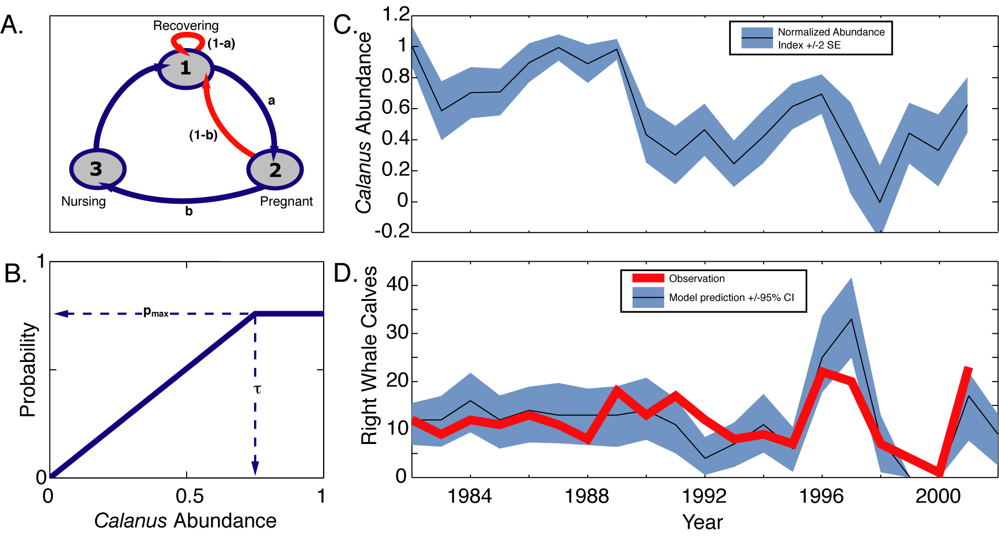 A.
Recovering
(1-a)
1
a
(1-b)
3
2
Nursing
Pregnant
b
B.
1
Probability
0
pmax
τ
0
0.5
1
Calanus Abundance
C.
1.2
1
0.8
0.6
0.4
0.2
0
-0.2
Calanus Abundance
Normalized Abundance
Index +/-2 SE
D.
40
30
20
10
0
Right Whale Calves
Observation
Model prediction +/-95% CI
1984
1988
1992
1996
2000
Year